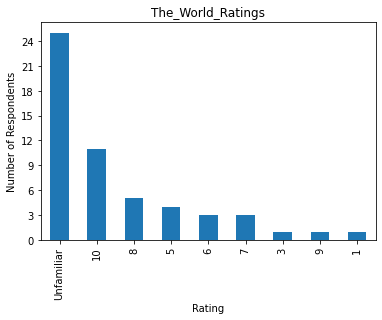 The_World_Ratings
Number of Respondents
24
21
18
15
12
9
6
3
0
Unfamiliar 10 8 5 6 7 3 9 1
Rating